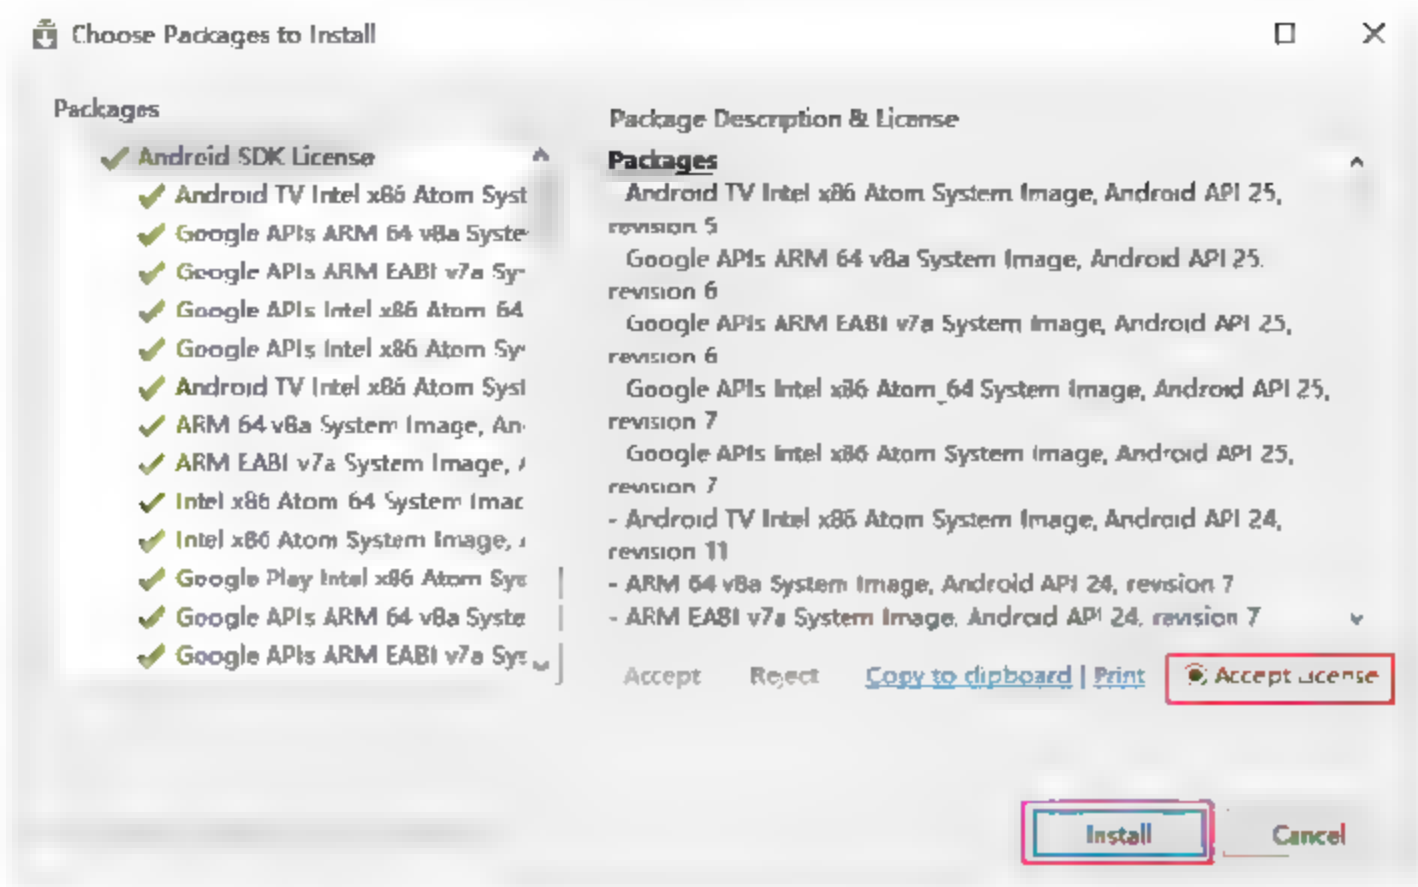 Choose Packages to Install
Packages
Android SDK License
Android TV Intel x86 Atom Syst
Google APIs ARM 64 v8a Syste
Google APIs ARM EABI v7a Sy
Google APIs Intel x86 Atom 64
Google APIs Intel x86 Atom Sy
Android TV Intel x86 Atom Syst
ARM 64 v8a System Image, An
ARM EABI v7a System Image,
Intel x86 Atom 64 System Imac
Intel x86 Atom System Image,
Google Play Intel x86 Atom Sys
Google APIs ARM 64 v8a Syste
Google APIs ARM EABI v7a Sys
Package Description & License
Packages
Android TV Intel x86 Atom System Image, Android API 25,
revision 5
Google APIs ARM 64 v8a System Image, Android API 25,
revision 6
Google APIs ARM EABI v7a System Image, Android API 25,
revision 6
Google APIs Intel x86 Atom_64 System Image, Android API 25,
revision 7
Google APIs Intel x86 Atom System Image, Android API 25,
revision 7
- Android TV Intel x86 Atom System Image, Android API 24,
revision 11
- ARM 64 v8a System Image, Android API 24, revision 7
- ARM EABI v7a System Image, Android API 24, revision 7
Accept Reject Copy to clipboard | Print Accept License
Install Cancel